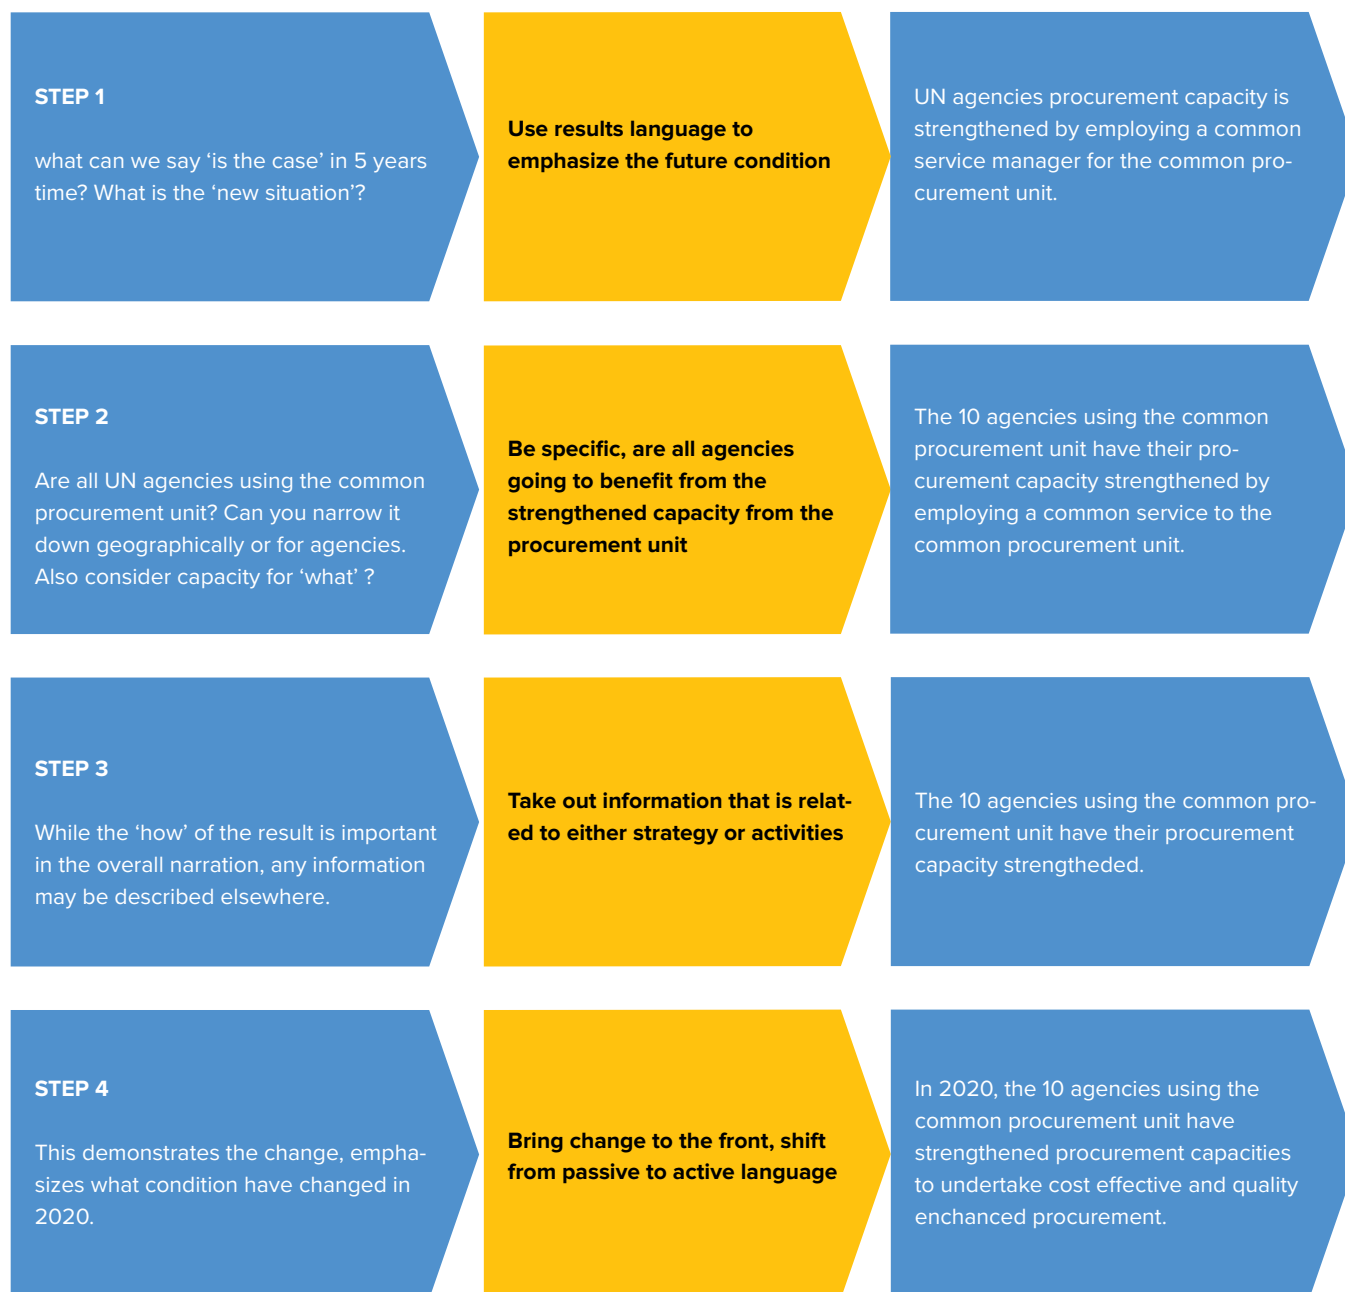 STEP 1
what can we say ‘is the case’ in 5 years
time? What is the ‘new situation’?
Use results language to
emphasize the future condition
UN agencies procurement capacity is
strengthened by employing a common
service manager for the common pro-
curement unit.
STEP 2
Are all UN agencies using the common
procurement unit? Can you narrow it
down geographically or for agencies.
Also consider capacity for ‘what’ ?
Be specific, are all agencies
going to benefit from the
strengthened capacity from the
procurement unit
The 10 agencies using the common
procurement unit have their pro-
curement capacity strengthened by
employing a common service to the
common procurement unit.
STEP 3
While the ‘how’ of the result is important
in the overall narration, any information
may be described elsewhere.
Take out information that is relat-
ed to either strategy or activities
The 10 agencies using the common pro-
curement unit have their procurement
capacity strengtheded.
STEP 4
This demonstrates the change, empha-
sizes what condition have changed in
2020.
Bring change to the front, shift
from passive to active language
In 2020, the 10 agencies using the
common procurement unit have
strengthened procurement capacities
to undertake cost effective and quality
enchanced procurement.